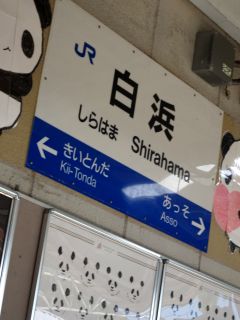 JR
白浜
しらはま Shirahama
← きいとんだ
Kii-Tonda
あっそ →
Asso